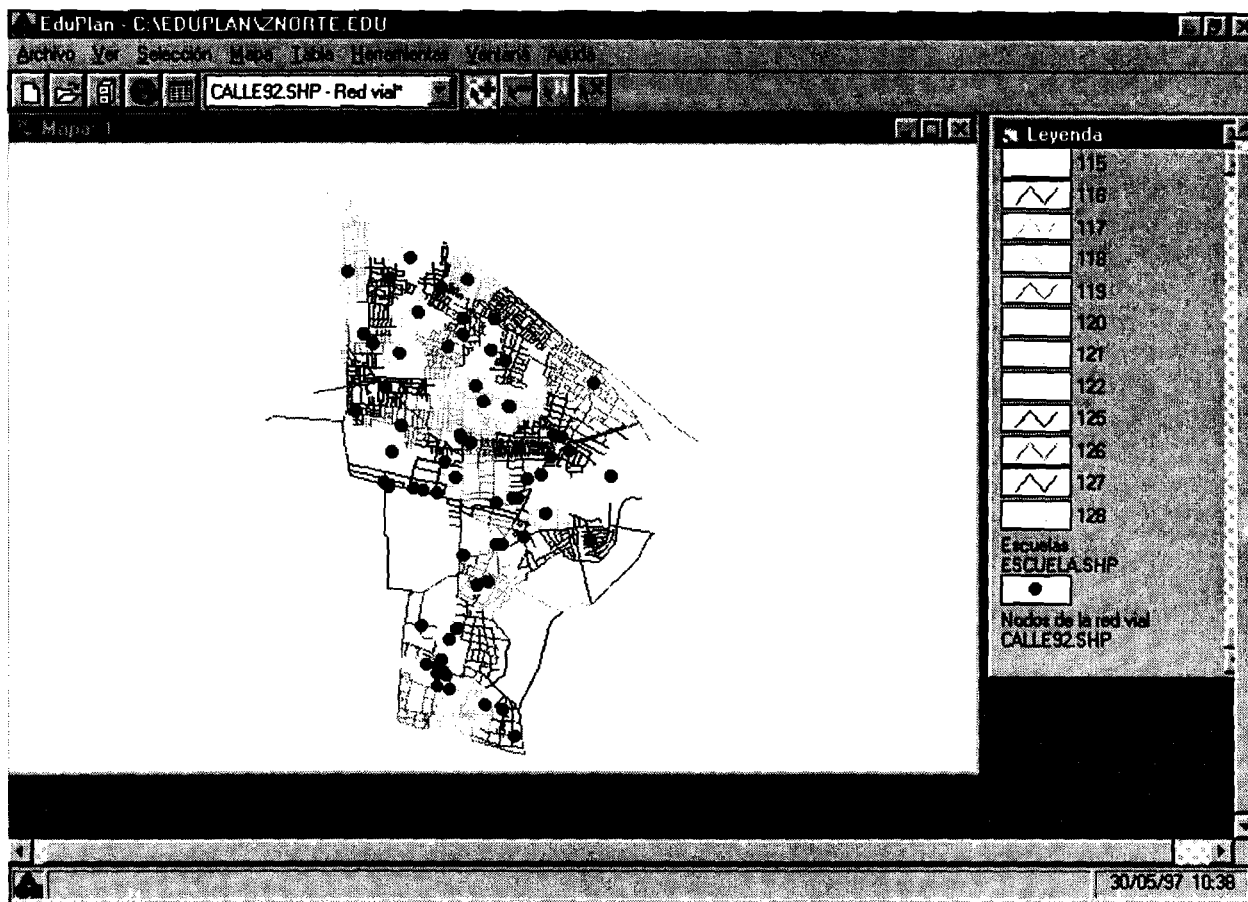 EduPlan - C:\EDUPLAN\ZNORTE.EDU
Archivo Ver Selección Mapa Tabla Herramientas Ventana Ayuda
CALLE92.SHP - Red vial*
Mapa: 1
Leyenda
115
116
117
118
119
120
121
122
125
126
127
128
Escuelas
ESCUELA.SHP
Nodos de la red vial
CALLE92.SHP
30/05/97 10:38